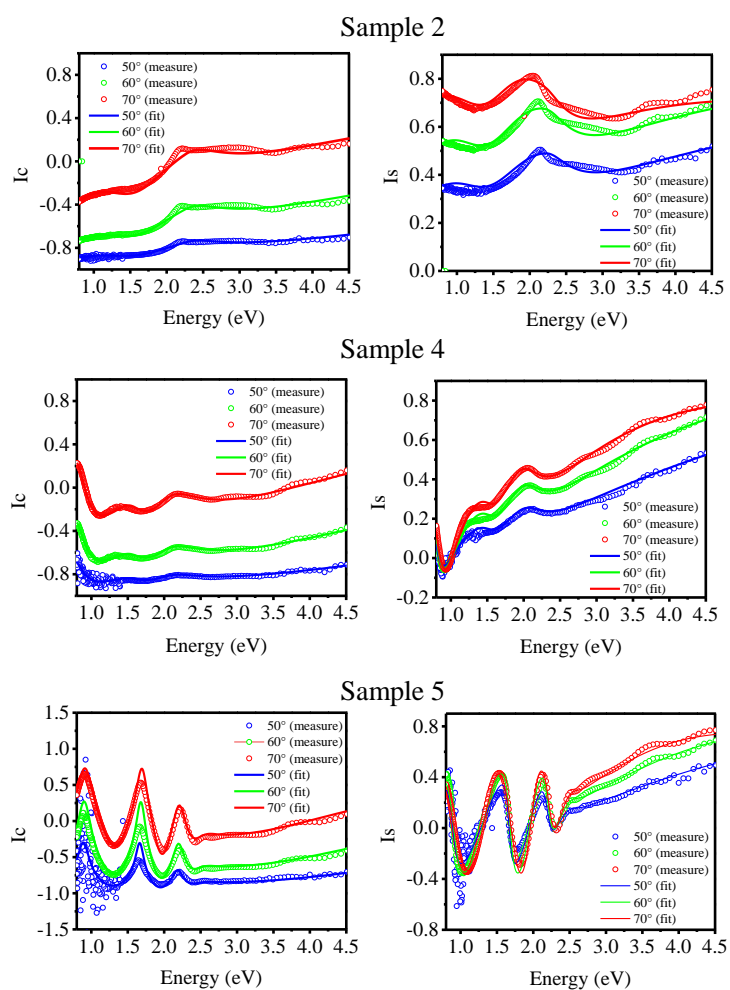 Sample 2
0.8
0.4
0.0
-0.4
-0.8
Ic
50° (measure)
60° (measure)
70° (measure)
50° (fit)
60° (fit)
70° (fit)
1.0 1.5 2.0 2.5 3.0 3.5 4.0 4.5
Energy (eV)
0.8
0.6
0.4
0.2
0.0
Is
50° (measure)
60° (measure)
70° (measure)
50° (fit)
60° (fit)
70° (fit)
1.0 1.5 2.0 2.5 3.0 3.5 4.0 4.5
Energy (eV)
Sample 4
0.8
0.4
0.0
-0.4
-0.8
Ic
50° (measure)
60° (measure)
70° (measure)
50° (fit)
60° (fit)
70° (fit)
1.0 1.5 2.0 2.5 3.0 3.5 4.0 4.5
Energy (eV)
0.8
0.6
0.4
0.2
0.0
-0.2
Is
50° (measure)
60° (measure)
70° (measure)
50° (fit)
60° (fit)
70° (fit)
1.0 1.5 2.0 2.5 3.0 3.5 4.0 4.5
Energy (eV)
Sample 5
1.5
1.0
0.5
0.0
-0.5
-1.0
-1.5
Ic
50° (measure)
60° (measure)
70° (measure)
50° (fit)
60° (fit)
70° (fit)
1.0 1.5 2.0 2.5 3.0 3.5 4.0 4.5
Energy (eV)
0.8
0.4
0.0
-0.4
-0.8
Is
50° (measure)
60° (measure)
70° (measure)
50° (fit)
60° (fit)
70° (fit)
1.0 1.5 2.0 2.5 3.0 3.5 4.0 4.5
Energy (eV)